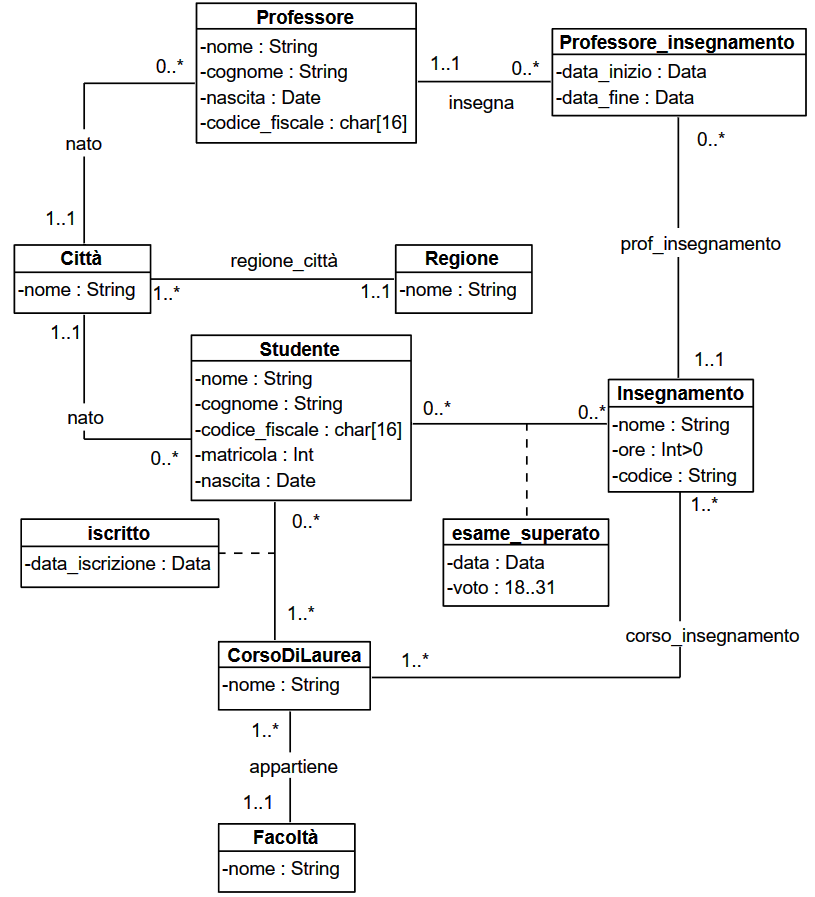 Professore
-nome : String
-cognome : String
-nascita : Date
-codice_fiscale : char[16]
Professore_insegnamento
-data_inizio : Data
-data_fine : Data
0..*
1..1
0..*
insegna
nato
0..*
1..1
prof_insegnamento
Città
-nome : String
regione_città
1..*
1..1
Regione
-nome : String
1..1
Studente
-nome : String
-cognome : String
-codice_fiscale : char[16]
-matricola : Int
-nascita : Date
1..1
Insegnamento
-nome : String
-ore : Int>0
-codice : String
nato
0..*
0..*
0..*
1..*
0..*
iscritto
-data_iscrizione : Data
esame_superato
-data : Data
-voto : 18..31
1..*
corso_insegnamento
CorsoDiLaurea
-nome : String
1..*
1..*
appartiene
1..1
Facoltà
-nome : String